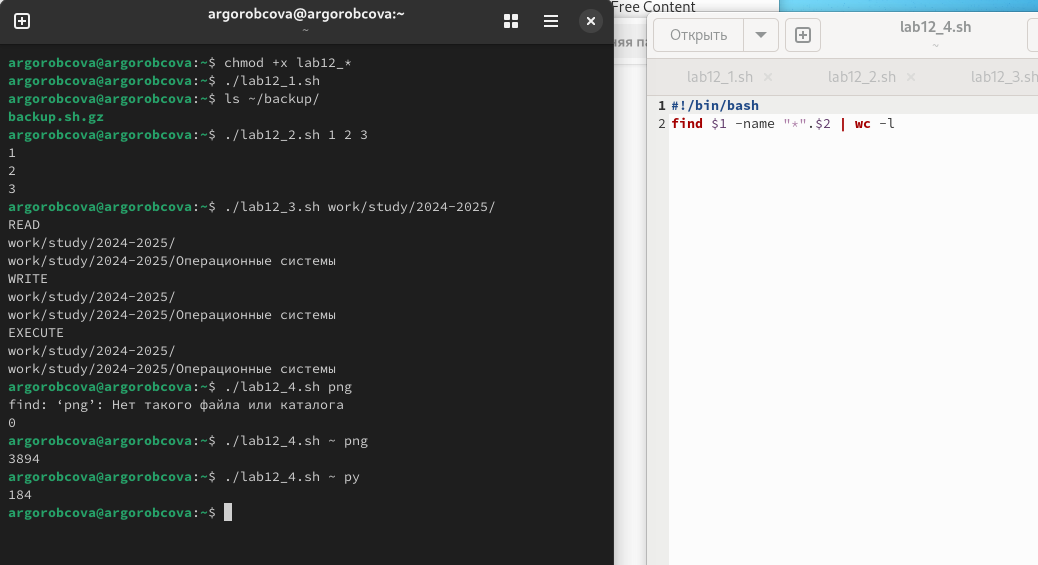 argorobcova@argorobcova:~
~
argorobcova@argorobcova:~$ chmod +x lab12_*
argorobcova@argorobcova:~$ ./lab12_1.sh
argorobcova@argorobcova:~$ ls ~/backup/
backup.sh.gz
argorobcova@argorobcova:~$ ./lab12_2.sh 1 2 3
1
2
3
argorobcova@argorobcova:~$ ./lab12_3.sh work/study/2024-2025/
READ
work/study/2024-2025/
work/study/2024-2025/Операционные системы
WRITE
work/study/2024-2025/
work/study/2024-2025/Операционные системы
EXECUTE
work/study/2024-2025/
work/study/2024-2025/Операционные системы
argorobcova@argorobcova:~$ ./lab12_4.sh png
find: ‘png’: Нет такого файла или каталога
0
argorobcova@argorobcova:~$ ./lab12_4.sh ~ png
3894
argorobcova@argorobcova:~$ ./lab12_4.sh ~ py
184
argorobcova@argorobcova:~$
Free Content
Открыть
lab12_4.sh
~
lab12_1.sh × lab12_2.sh × lab12_3.sh
1 #!/bin/bash
2 find $1 -name "*".$2 | wc -l